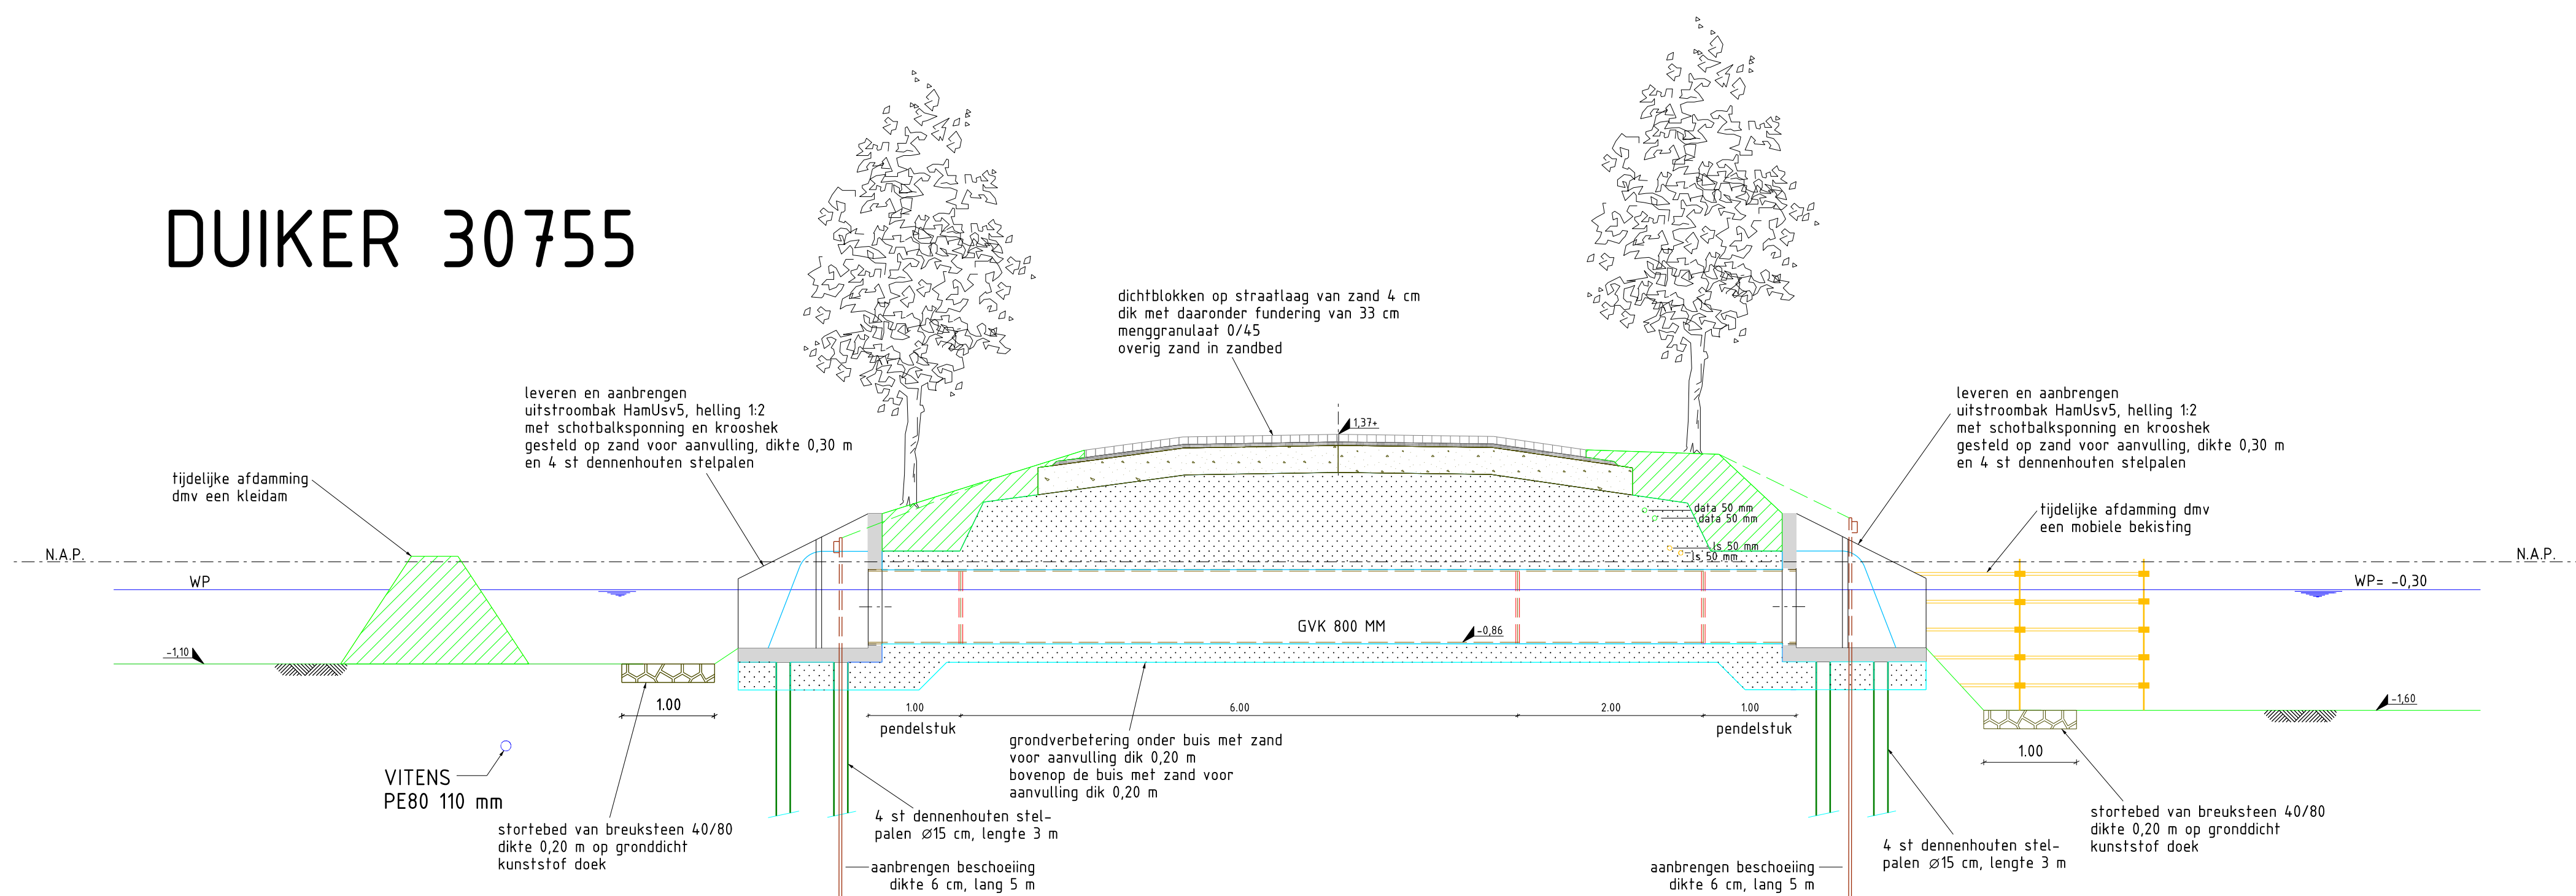 DUIKER 30755
dichtblokken op straatlaag van zand 4 cm
dik met daaronder fundering van 33 cm
menggranulaat 0/45
overig zand in zandbed
leveren en aanbrengen
uitstroombak HamUsv5, helling 1:2
met schotbalksponning en krooshek
gesteld op zand voor aanvulling, dikte 0,30 m
en 4 st dennenhouten stelpalen
leveren en aanbrengen
uitstroombak HamUsv5, helling 1:2
met schotbalksponning en krooshek
gesteld op zand voor aanvulling, dikte 0,30 m
en 4 st dennenhouten stelpalen
1,37+
tijdelijke afdamming
dmv een kleidam
tijdelijke afdamming dmv
een mobiele bekisting
data 50 mm
data 50 mm
ls 50 mm
ls 50 mm
N.A.P.
N.A.P.
WP
WP= -0,30
GVK 800 MM
-0,86
-1,10
-1,60
1.00
1.00
pendelstuk
6.00
2.00
1.00
pendelstuk
1.00
grondverbetering onder buis met zand
voor aanvulling dik 0,20 m
bovenop de buis met zand voor
aanvulling dik 0,20 m
VITENS
PE80 110 mm
stortebed van breuksteen 40/80
dikte 0,20 m op gronddicht
kunststof doek
4 st dennenhouten stel-
palen ⌀15 cm, lengte 3 m
aanbrengen beschoeiing
dikte 6 cm, lang 5 m
aanbrengen beschoeiing
dikte 6 cm, lang 5 m
4 st dennenhouten stel-
palen ⌀15 cm, lengte 3 m
stortebed van breuksteen 40/80
dikte 0,20 m op gronddicht
kunststof doek